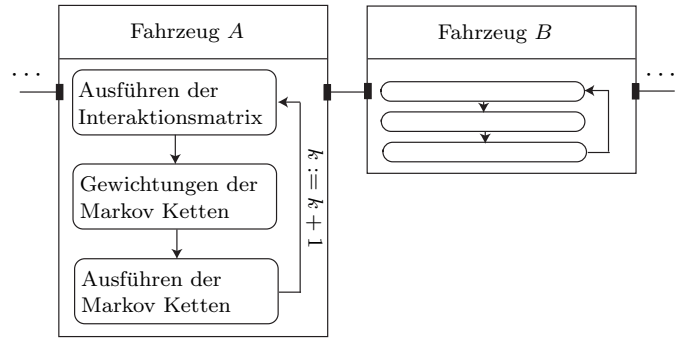 Fahrzeug A
Fahrzeug B
...
...
Ausführen der
Interaktionsmatrix
Gewichtungen der
Markov Ketten
k := k + 1
Ausführen der
Markov Ketten